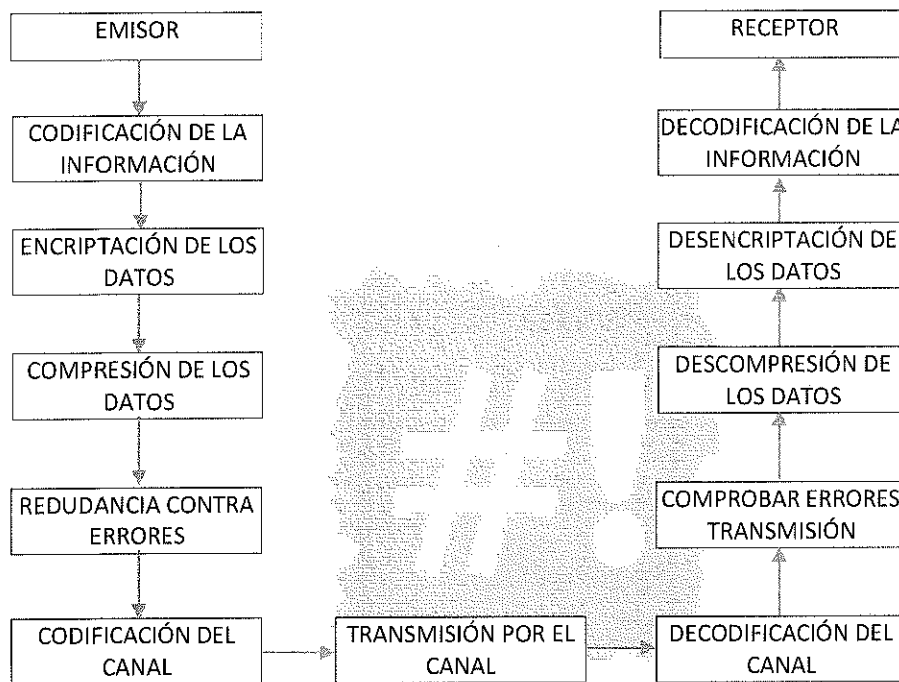 EMISOR
CODIFICACIÓN DE LA
INFORMACIÓN
ENCRIPTACIÓN DE LOS
DATOS
COMPRESIÓN DE LOS
DATOS
REDUDANCIA CONTRA
ERRORES
CODIFICACIÓN DEL
CANAL
TRANSMISIÓN POR EL
CANAL
DECODIFICACIÓN DEL
CANAL
COMPROBAR ERRORES
TRANSMISIÓN
DESCOMPRESIÓN DE
LOS DATOS
DESENCRIPTACIÓN DE
LOS DATOS
DECODIFICACIÓN DE LA
INFORMACIÓN
RECEPTOR
#!